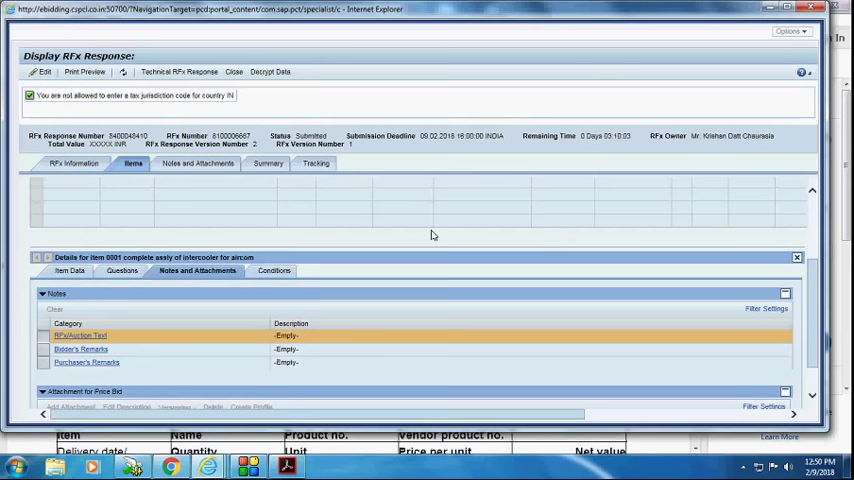 http://ebidding.cspcl.co.in:50700/?NavigationTarget=pcd:portal_content/com.sap.pct/specialist/c - Internet Explorer
Options
Display RFx Response:
Edit Print Preview Technical RFx Response Close Decrypt Data
You are not allowed to enter a tax jurisdiction code for country IN
RFx Response Number 8400048410 RFx Number 8100006667 Status Submitted Submission Deadline 09.02.2018 16:00:00 INDIA Remaining Time 0 Days 03:10:03 RFx Owner Mr. Krishan Datt Chaurasia
Total Value XXXXX INR RFx Response Version Number 2 RFx Version Number 1
RFx Information Items Notes and Attachments Summary Tracking
Details for item 0001 complete assly of intercooler for aircom
Item Data Questions Notes and Attachments Conditions
Notes
Clear Filter Settings
Category Description
RFx/Auction Text -Empty-
Bidder's Remarks -Empty-
Purchaser's Remarks -Empty-
Attachment for Price Bid
Add Attachment Edit Description Versioning Delete Create Profile Filter Settings
Item Name Product no. Vendor product no.
Learn More
Delivery date/ Quantity Unit Price per unit Net value
12:50 PM
2/9/2018